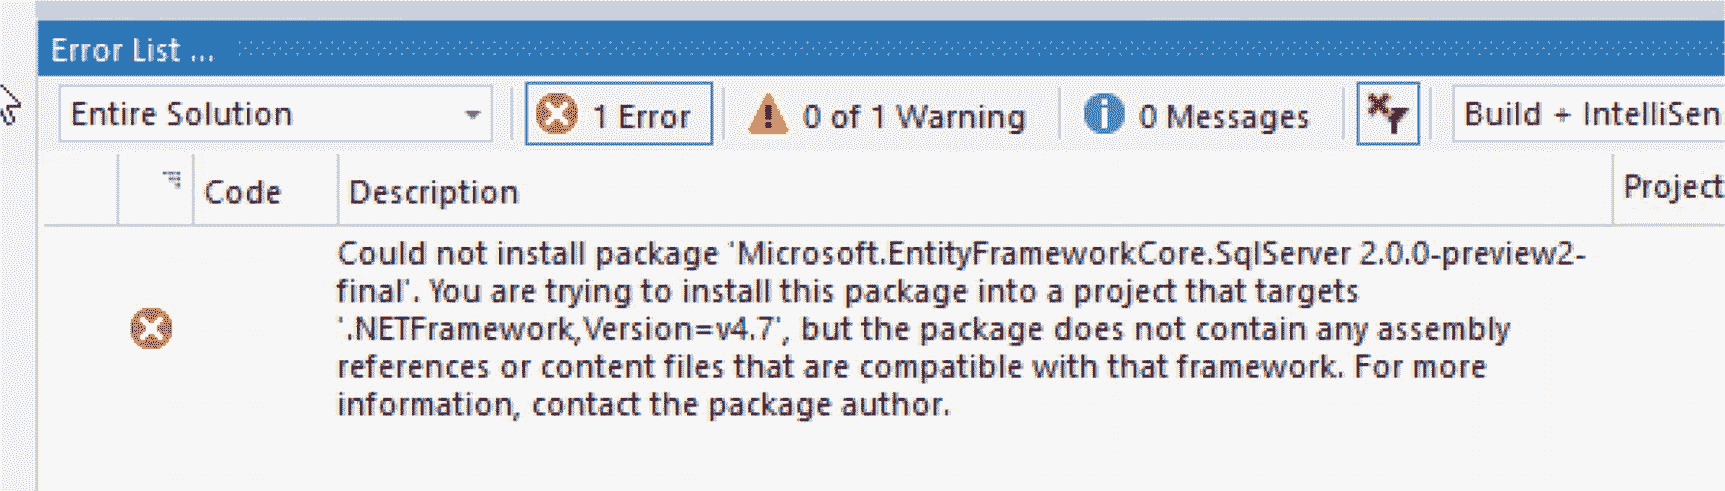 Error List ...
Entire Solution 1 Error 0 of 1 Warning 0 Messages Build + IntelliSen
Code Description Project
Could not install package 'Microsoft.EntityFrameworkCore.SqlServer 2.0.0-preview2-
final'. You are trying to install this package into a project that targets
'.NETFramework,Version=v4.7', but the package does not contain any assembly
references or content files that are compatible with that framework. For more
information, contact the package author.